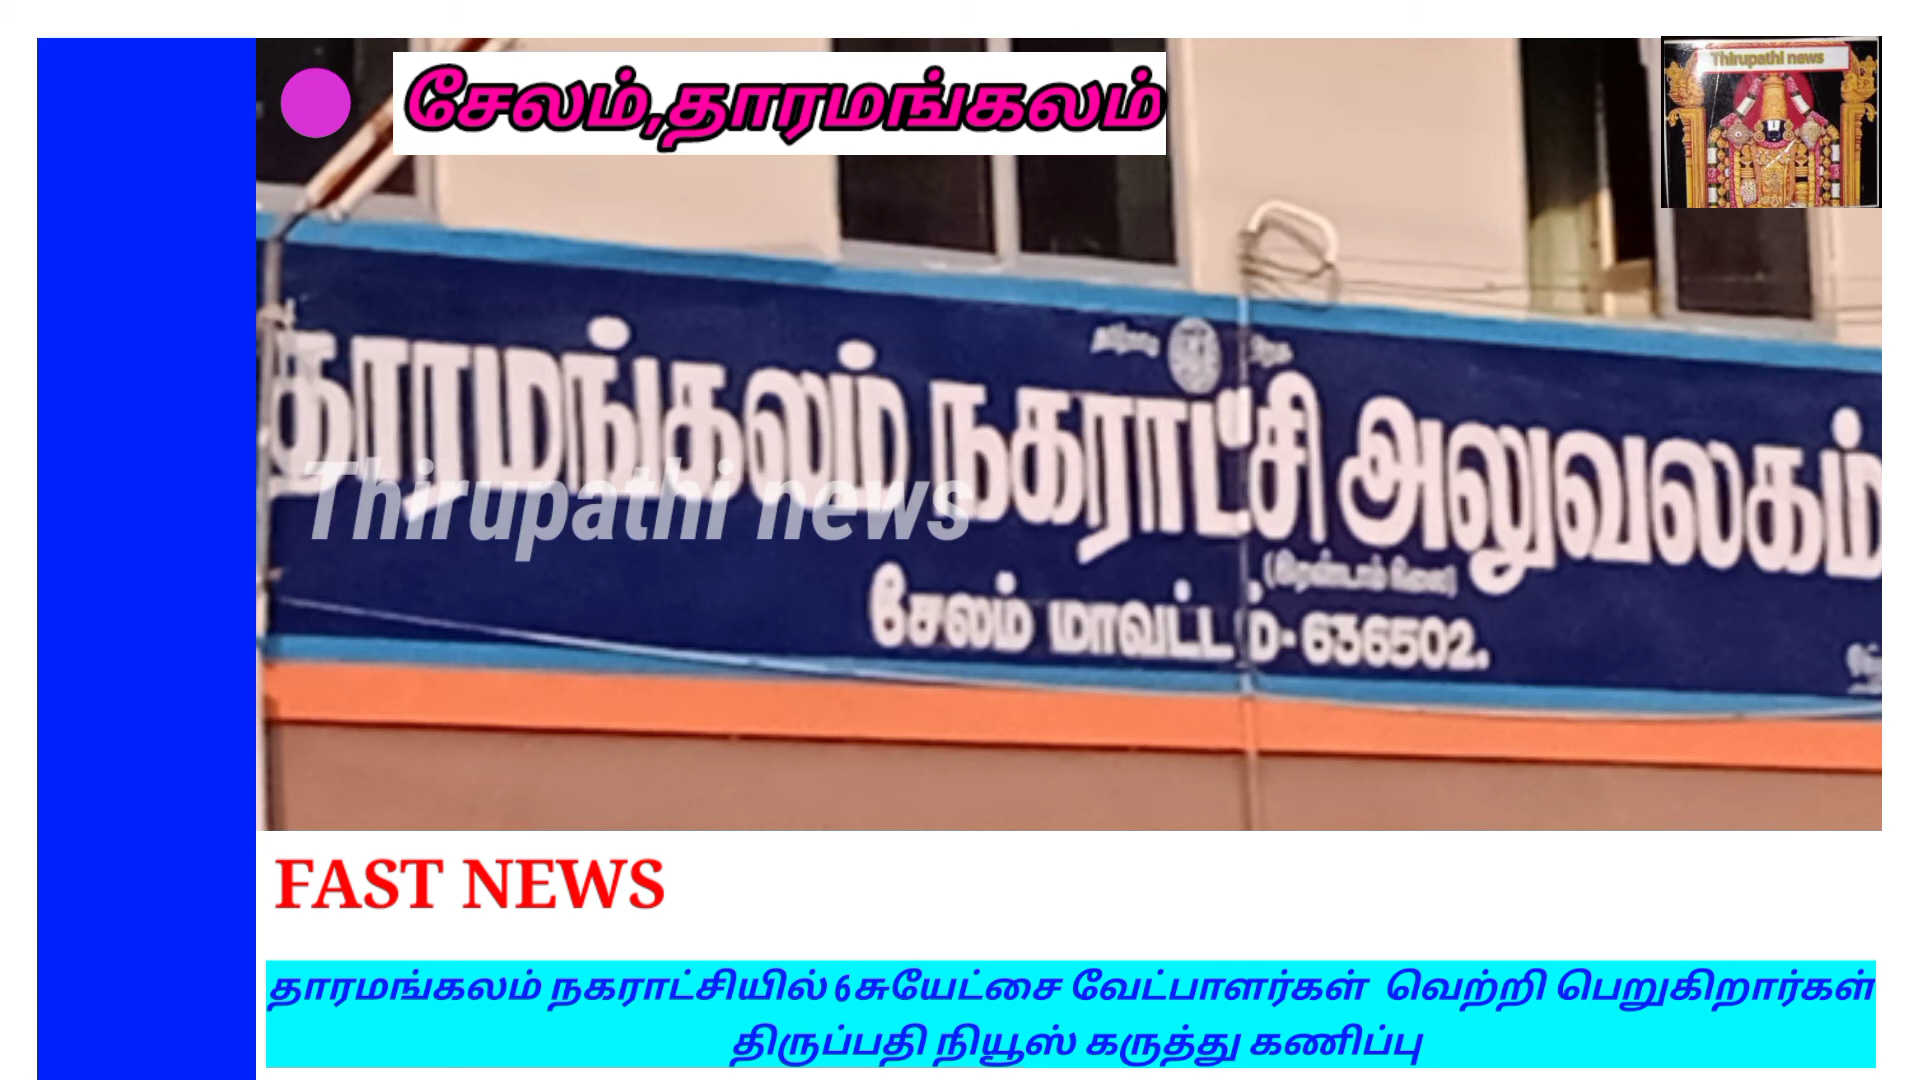 சேலம்,தாரமங்கலம்
Thirupathi news
தாரமங்கலம் நகராட்சி அலுவலகம்
Thirupathi news
சேலம் மாவட்டம்-636502.
FAST NEWS
தாரமங்கலம் நகராட்சியில் 6சுயேட்சை வேட்பாளர்கள் வெற்றி பெறுகிறார்கள்
திருப்பதி நியூஸ் கருத்து கணிப்பு